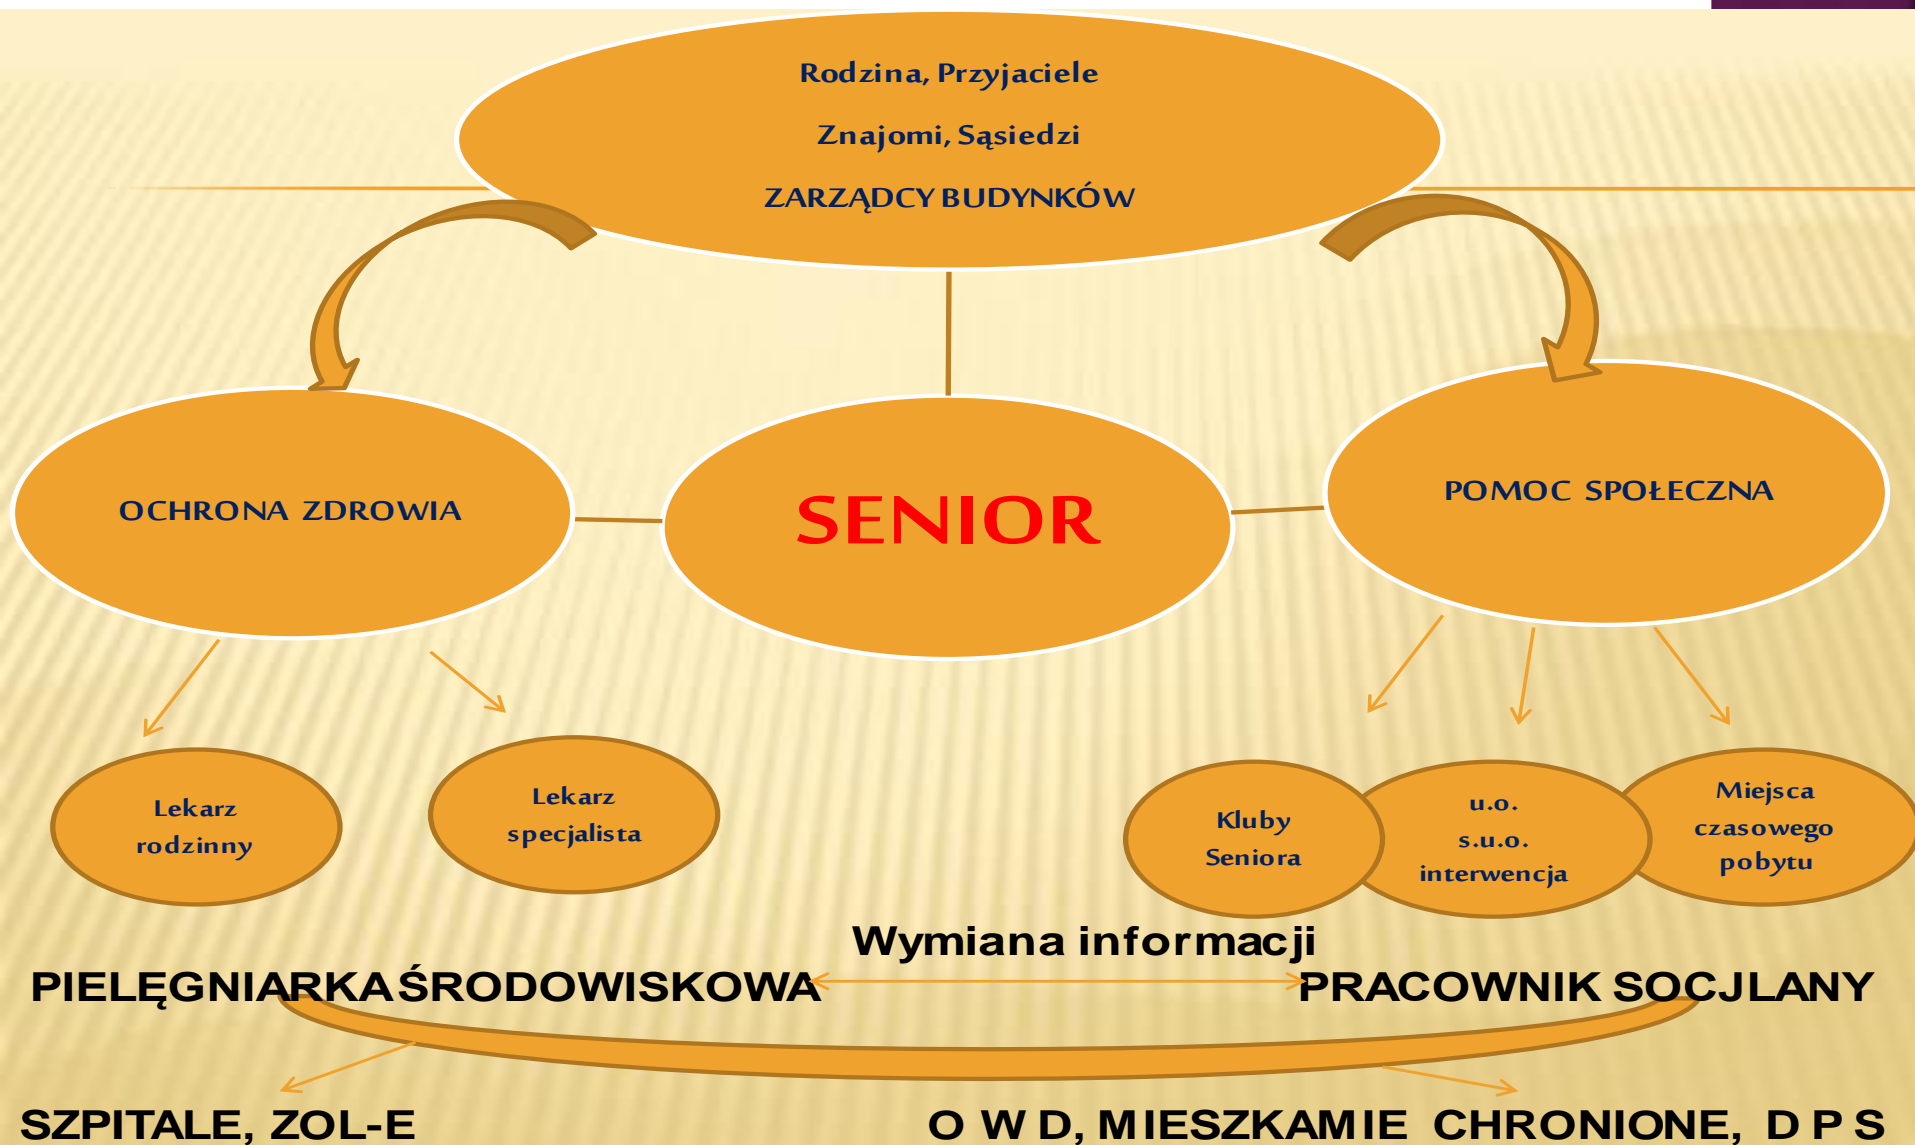 Rodzina, Przyjaciele
Znajomi, Sąsiedzi
ZARZĄDCY BUDYNKÓW
OCHRONA ZDROWIA
SENIOR
POMOC SPOŁECZNA
Lekarz
rodzinny
Lekarz
specjalista
Kluby
Seniora
u.o.
s.u.o.
interwencja
Miejsca
czasowego
pobytu
Wymiana informacji
PIELĘGNIARKA ŚRODOWISKOWA
PRACOWNIK SOCJLANY
SZPITALE, ZOL-E
O W D, MIESZKAMIE CHRONIONE, D P S